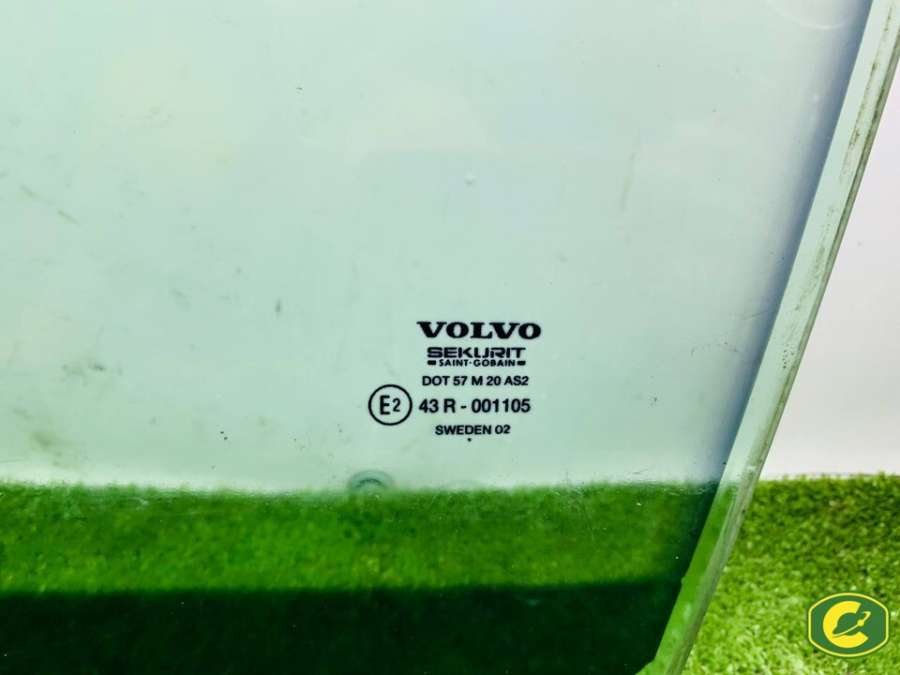 VOLVO
SEKURIT
SAINT-GOBAIN
DOT 57 M 20 AS2
E2 43 R - 001105
SWEDEN 02